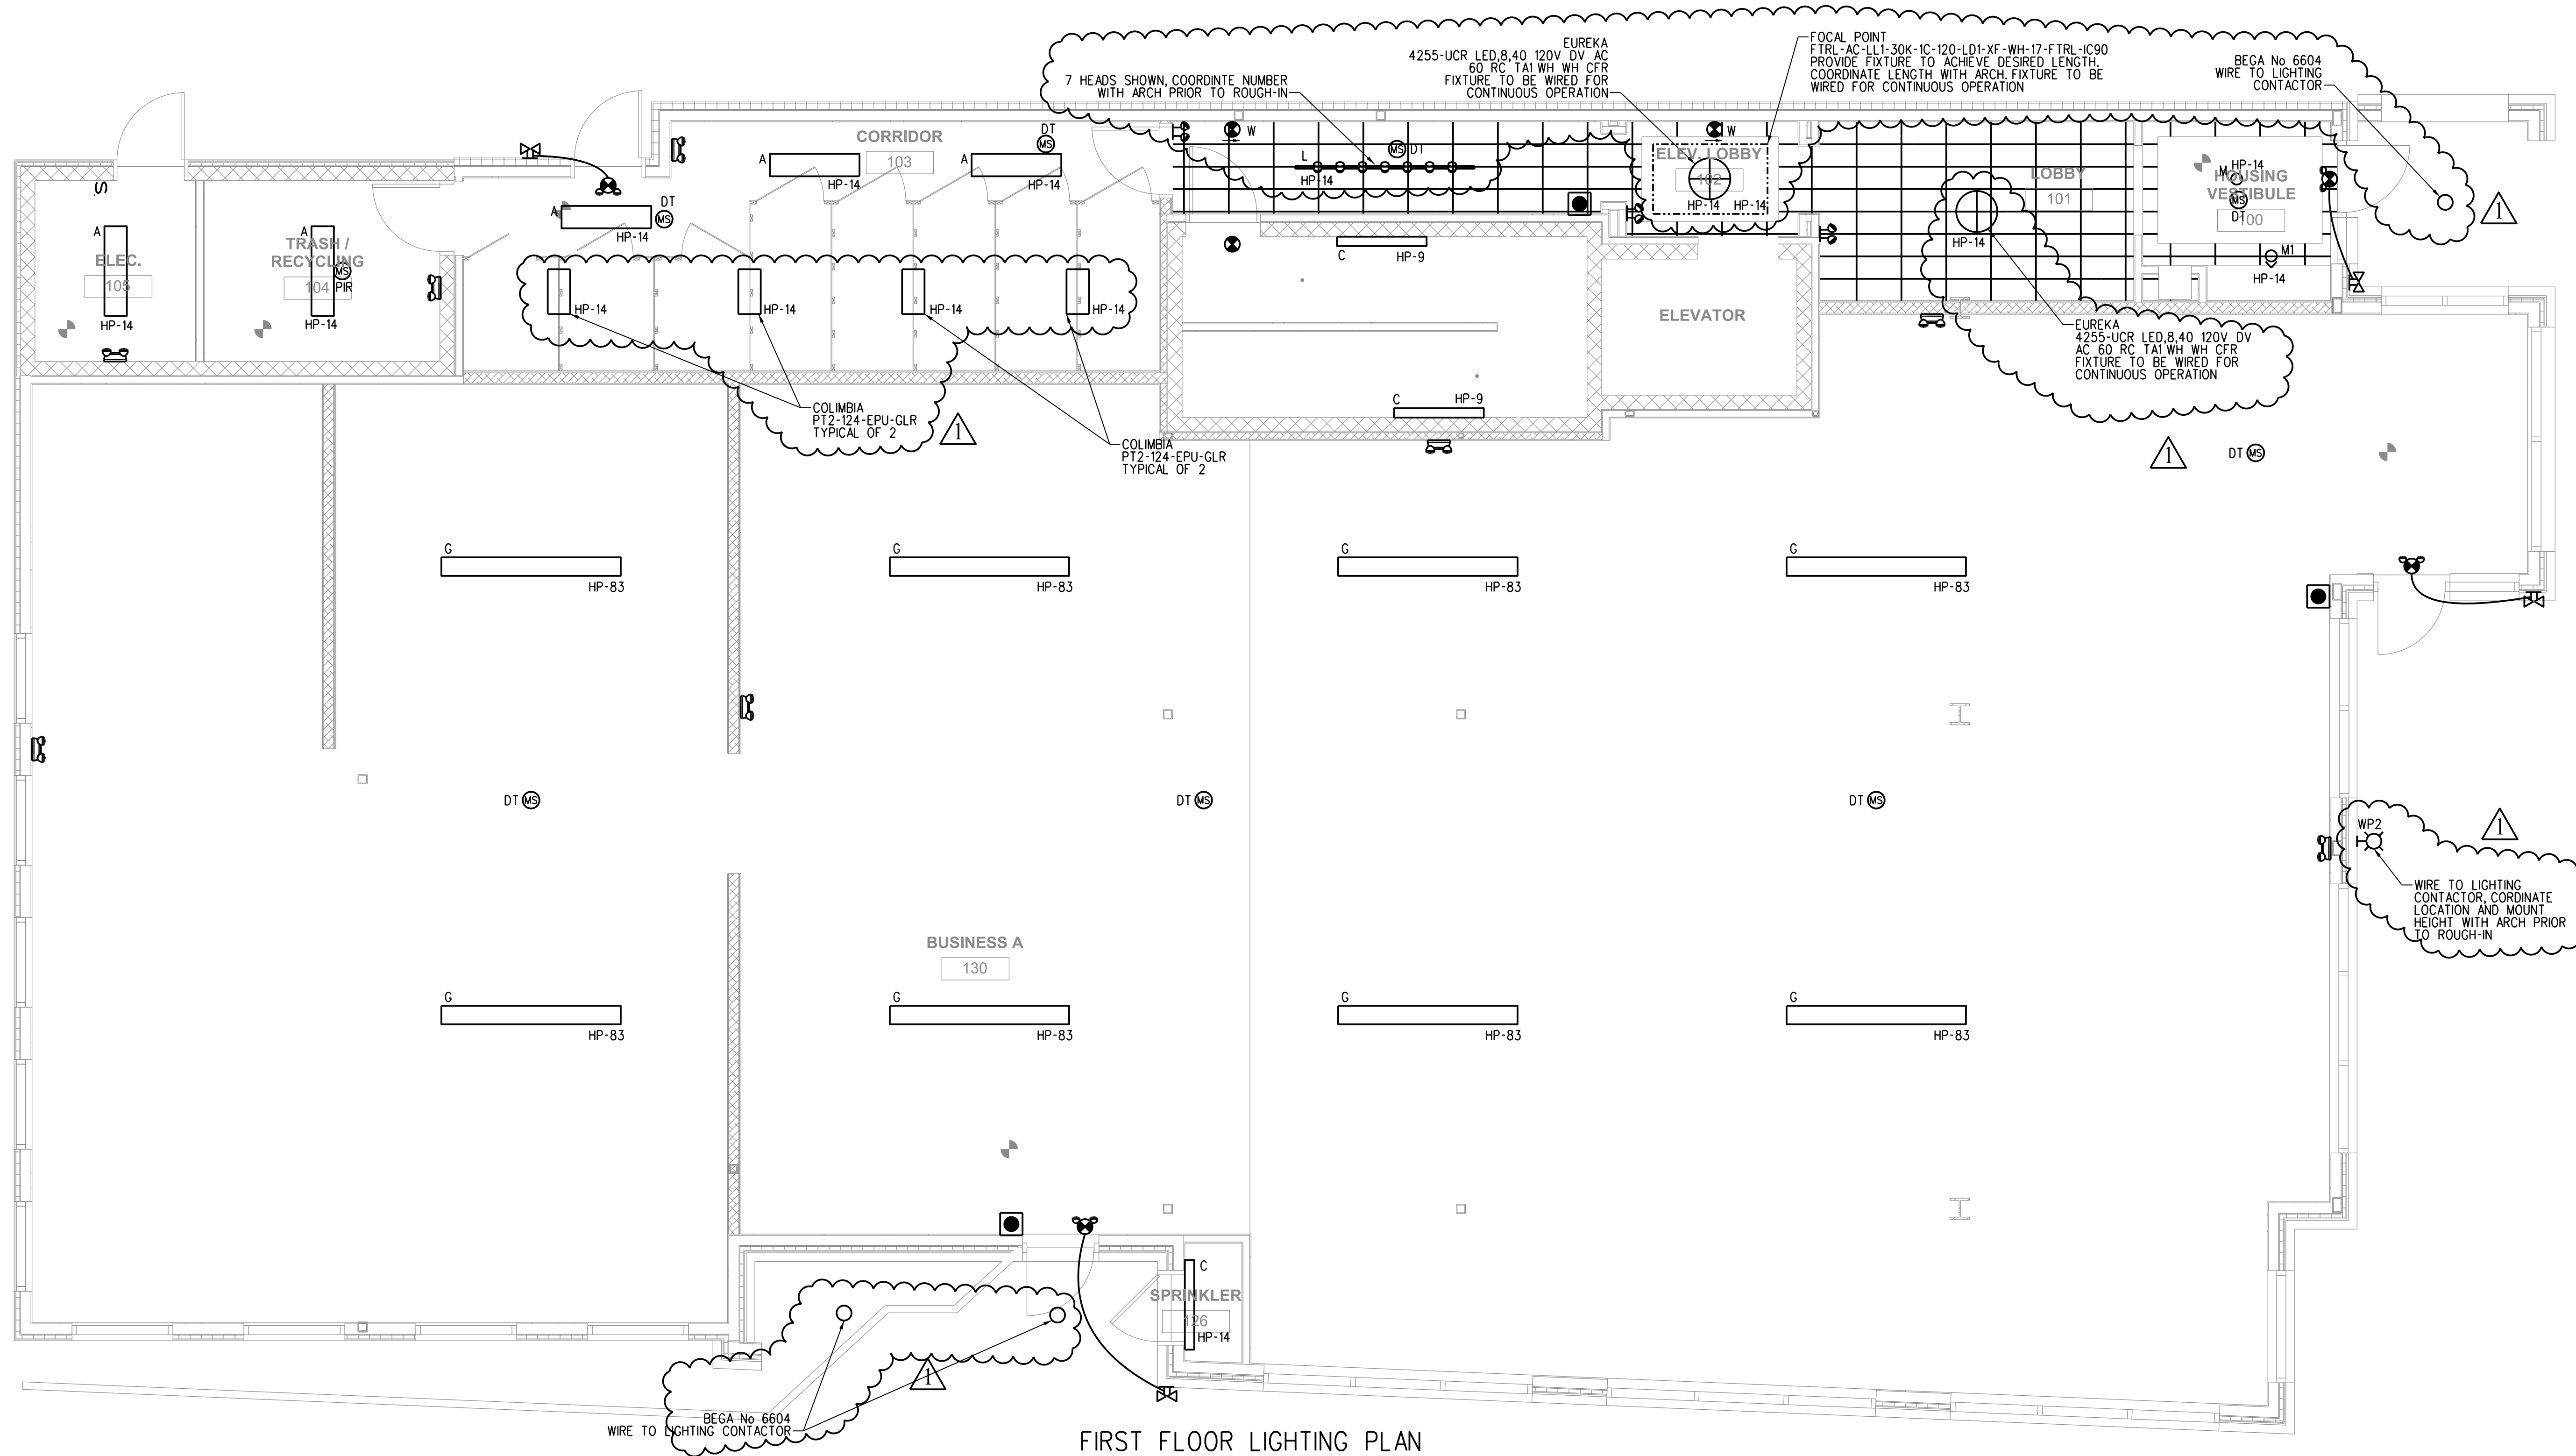 EUREKA
4255-UCR LED,8,40 120V DV AC
60 RC TA1 WH WH CFR
FIXTURE TO BE WIRED FOR
CONTINUOUS OPERATION
FOCAL POINT
FTRL-AC-LL1-30K-1C-120-LD1-XF-WH-17-FTRL-IC90
PROVIDE FIXTURE TO ACHIEVE DESIRED LENGTH.
COORDINATE LENGTH WITH ARCH. FIXTURE TO BE
WIRED FOR CONTINUOUS OPERATION
BEGA No 6604
WIRE TO LIGHTING
CONTACTOR
7 HEADS SHOWN, COORDINTE NUMBER
WITH ARCH PRIOR TO ROUGH-IN
S.
A
ELEC.
105
HP-14
A
TRASH /
RECYCLING
104
MS
PIR
HP-14
A
DT
MS
HP-14
CORRIDOR
103
A
HP-14
A
DT
MS
HP-14
W
L
MS DT
HP-14
W
ELEV. LOBBY
102
HP-14 HP-14
LOBBY
101
HP-14
HP-14
M
HOUSING
MS
VESTIBULE
DT
100
M1
HP-14
1
C
HP-9
C
HP-9
ELEVATOR
HP-14
HP-14
HP-14
HP-14
COLIMBIA
PT2-124-EPU-GLR
TYPICAL OF 2
1
COLIMBIA
PT2-124-EPU-GLR
TYPICAL OF 2
EUREKA
4255-UCR LED,8,40 120V DV
AC 60 RC TA1 WH WH CFR
FIXTURE TO BE WIRED FOR
CONTINUOUS OPERATION
1
DT MS
G
HP-83
G
HP-83
G
HP-83
G
HP-83
DT MS
DT MS
DT MS
WP2
1
WIRE TO LIGHTING
CONTACTOR, CORDINATE
LOCATION AND MOUNT
HEIGHT WITH ARCH PRIOR
TO ROUGH-IN
BUSINESS A
130
G
HP-83
G
HP-83
G
HP-83
G
HP-83
C
SPRINKLER
126
HP-14
1
BEGA No 6604
WIRE TO LIGHTING CONTACTOR
FIRST FLOOR LIGHTING PLAN